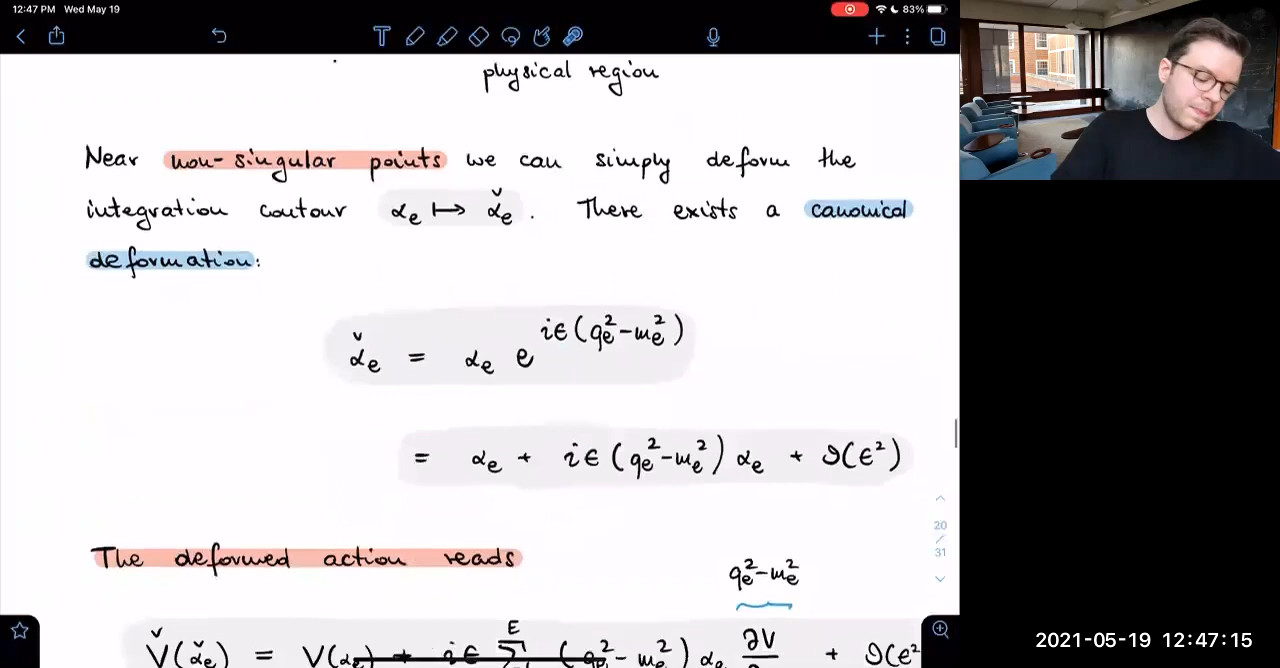 12:47 PM Wed May 19
83%
physical region
Near non-singular points we can simply deform the
integration contour αₑ ↦ α̌ₑ. There exists a canonical
deformation:
α̌ₑ = αₑ e^{iϵ(qₑ²−mₑ²)}
= αₑ + iϵ(qₑ²−mₑ²)αₑ + O(ϵ²)
20
/
31
The deformed action reads
qₑ²−mₑ²
V̌(α̌ₑ) = V(αₑ) + iϵ Σ^E (qₑ²−mₑ²) αₑ ∂V + O(ϵ²
2021-05-19 12:47:15